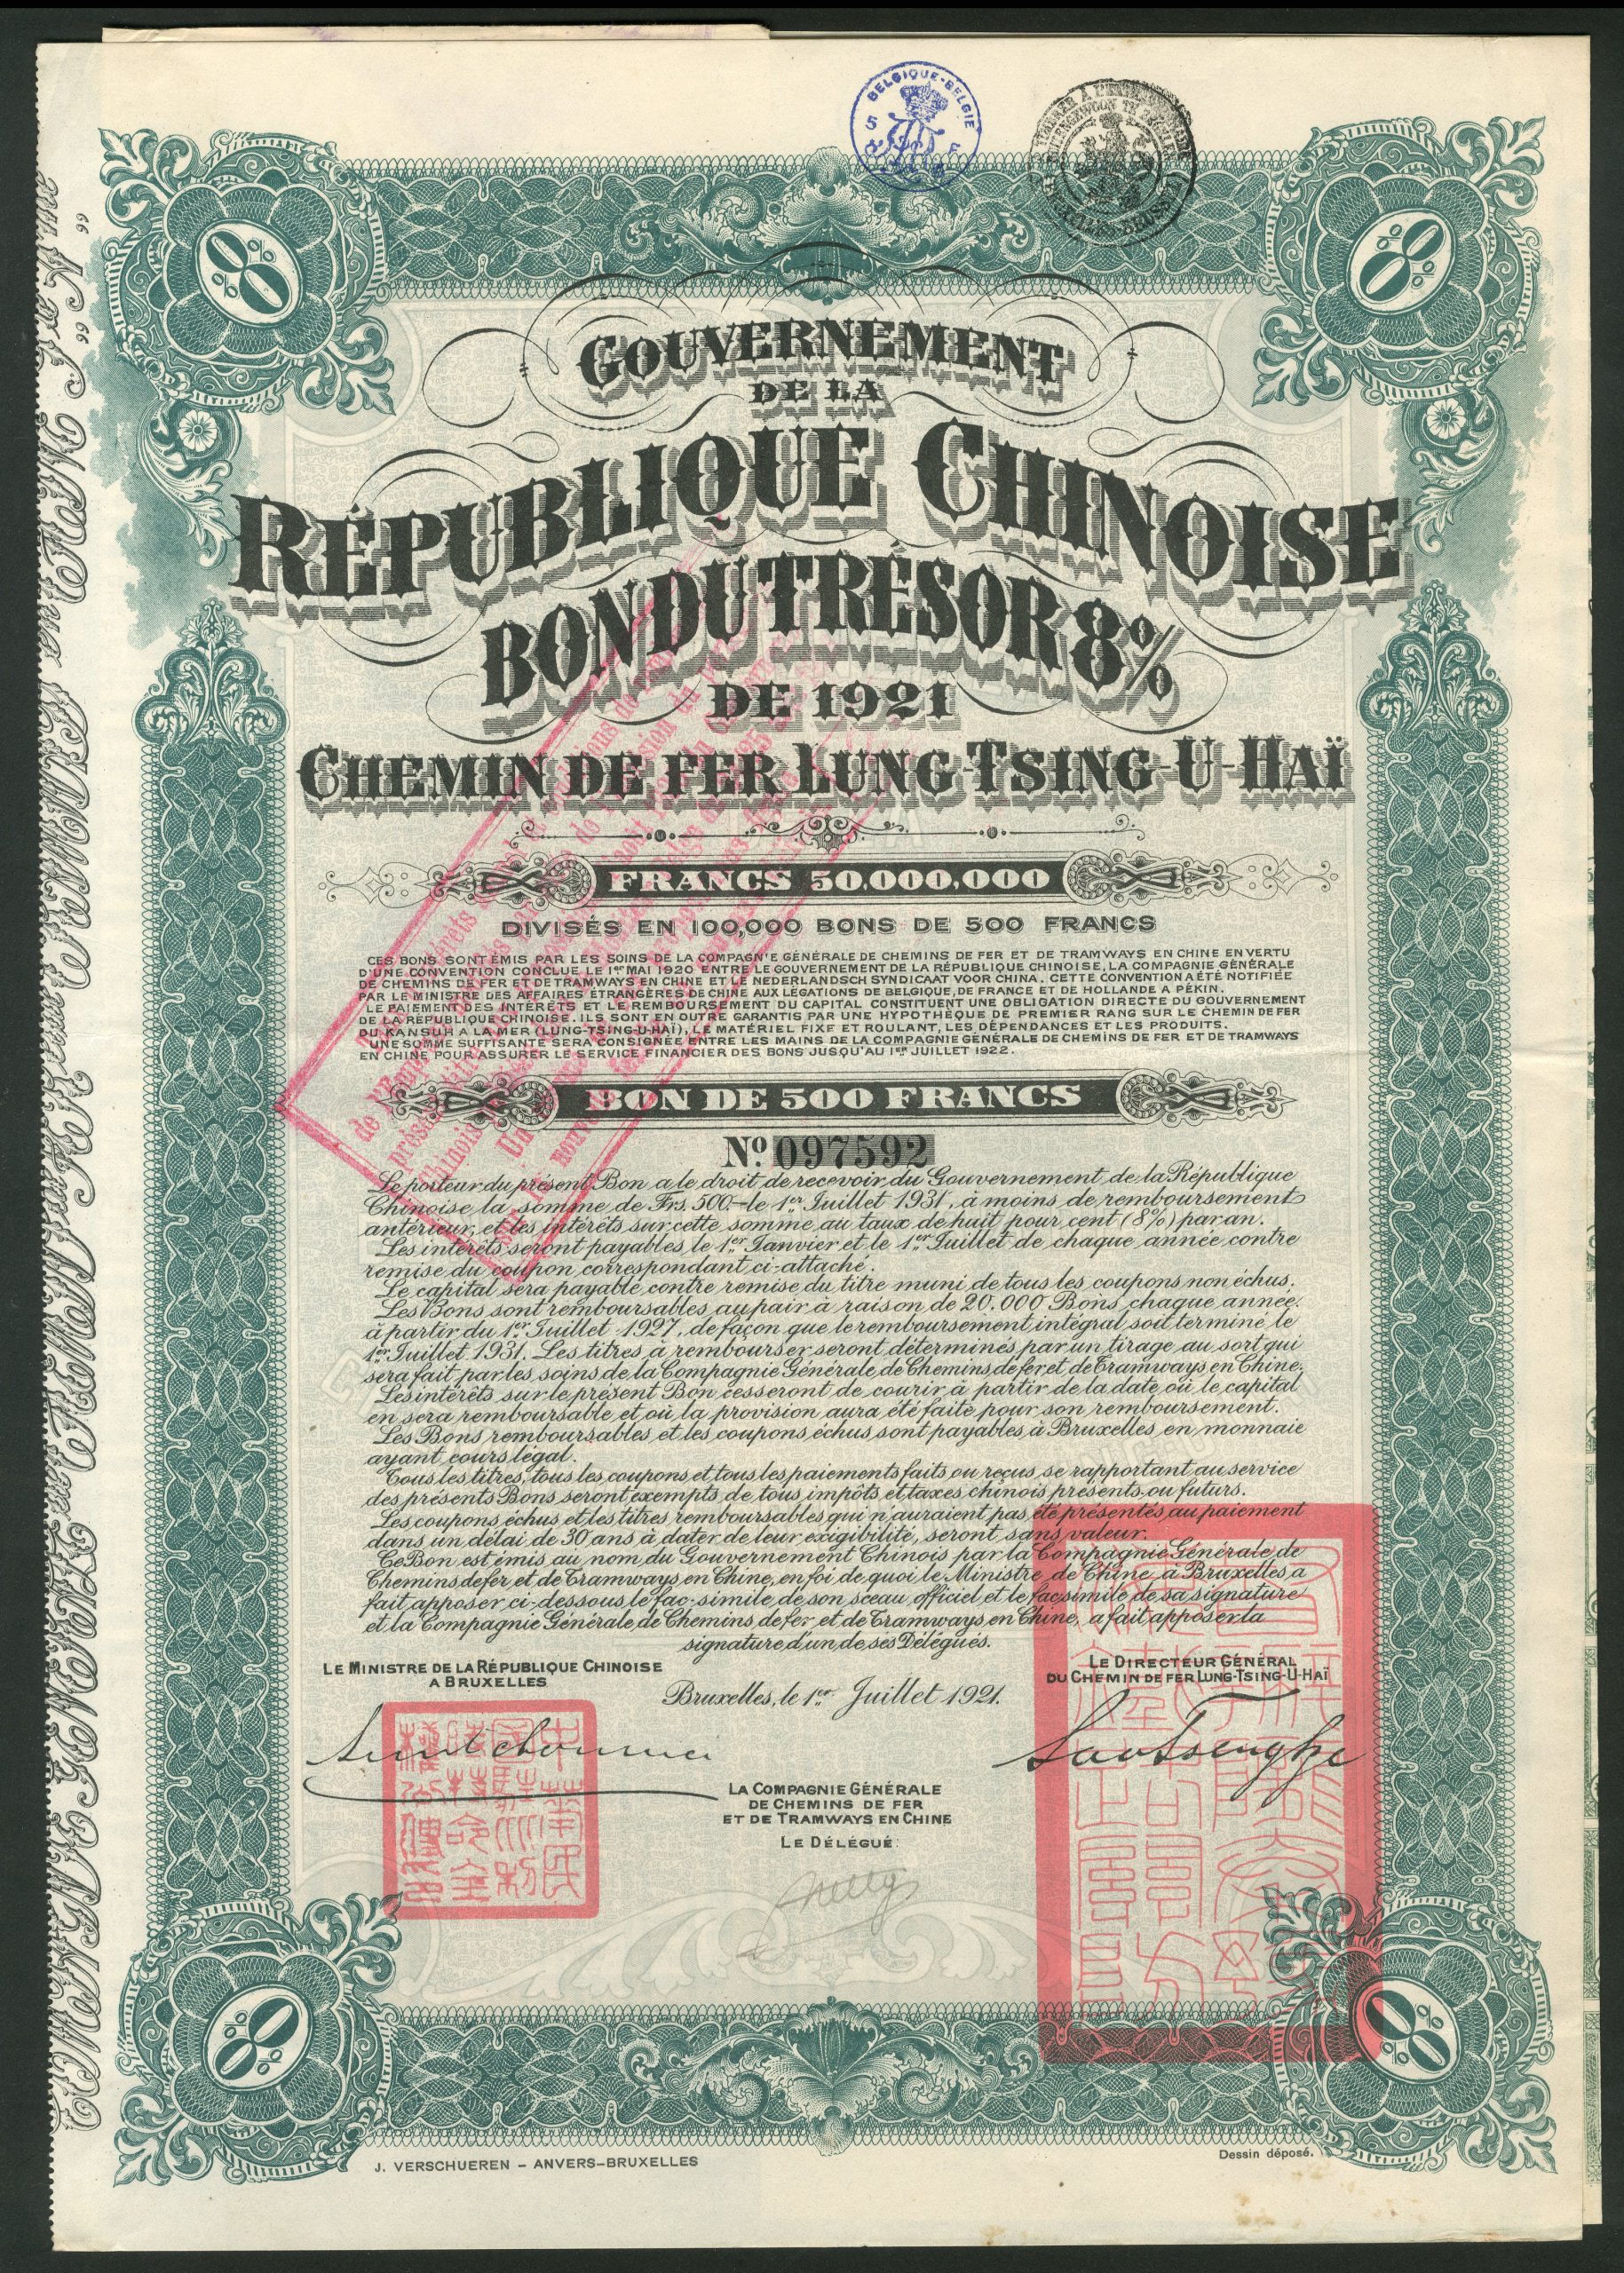 BELGIQUE-BELGIE
5 F
8%
8%
GOUVERNEMENT
DE LA
RÉPUBLIQUE CHINOISE
BON DU TRÉSOR 8%
DE 1921
CHEMIN DE FER LUNG-TSING-U-HAÏ
FRANCS 50,000,000
DIVISÉS EN 100,000 BONS DE 500 FRANCS
CES BONS SONT ÉMIS PAR LES SOINS DE LA COMPAGNIE GÉNÉRALE DE CHEMINS DE FER ET DE TRAMWAYS EN CHINE EN VERTU
D'UNE CONVENTION CONCLUE LE 1er MAI 1920 ENTRE LE GOUVERNEMENT DE LA RÉPUBLIQUE CHINOISE, LA COMPAGNIE GÉNÉRALE
DE CHEMINS DE FER ET DE TRAMWAYS EN CHINE ET LE NEDERLANDSCH SYNDICAAT VOOR CHINA. CETTE CONVENTION A ÉTÉ NOTIFIÉE
PAR LE MINISTRE DES AFFAIRES ÉTRANGÈRES DE CHINE AUX LÉGATIONS DE BELGIQUE, DE FRANCE ET DE HOLLANDE A PÉKIN.
LE PAIEMENT DES INTÉRÊTS ET LE REMBOURSEMENT DU CAPITAL CONSTITUENT UNE OBLIGATION DIRECTE DU GOUVERNEMENT
DE LA RÉPUBLIQUE CHINOISE. ILS SONT EN OUTRE GARANTIS PAR UNE HYPOTHÈQUE DE PREMIER RANG SUR LE CHEMIN DE FER
DU KANSUH A LA MER (LUNG-TSING-U-HAÏ), LE MATÉRIEL FIXE ET ROULANT, LES DÉPENDANCES ET LES PRODUITS.
UNE SOMME SUFFISANTE SERA CONSIGNÉE ENTRE LES MAINS DE LA COMPAGNIE GÉNÉRALE DE CHEMINS DE FER ET DE TRAMWAYS
EN CHINE POUR ASSURER LE SERVICE FINANCIER DES BONS JUSQU'AU 1er JUILLET 1922.
BON DE 500 FRANCS
No. 097592
Le porteur du présent Bon a le droit de recevoir du Gouvernement de la République
Chinoise la somme de Frs. 500.- le 1er Juillet 1931, à moins de remboursement
antérieur, et les intérêts sur cette somme au taux de huit pour cent (8%) par an.
Les intérêts seront payables le 1er Janvier et le 1er Juillet de chaque année contre
remise du coupon correspondant ci-attaché.
Le capital sera payable contre remise du titre muni de tous les coupons non échus.
Les Bons sont remboursables au pair à raison de 20.000 Bons chaque année,
à partir du 1er Juillet 1927, de façon que le remboursement intégral soit terminé le
1er Juillet 1931. Les titres à rembourser seront déterminés par un tirage au sort qui
sera fait par les soins de la Compagnie Générale de Chemins de fer et de Tramways en Chine.
Les intérêts sur le présent Bon cesseront de courir à partir de la date où le capital
en sera remboursable et où la provision aura été faite pour son remboursement.
Les Bons remboursables et les coupons échus sont payables à Bruxelles en monnaie
ayant cours légal.
Tous les titres, tous les coupons et tous les paiements faits ou reçus se rapportant au service
des présents Bons seront exempts de tous impôts et taxes chinois présents ou futurs.
Les coupons échus et les titres remboursables qui n'auraient pas été présentés au paiement
dans un délai de 30 ans à dater de leur exigibilité, seront sans valeur.
Ce Bon est émis au nom du Gouvernement Chinois par la Compagnie Générale de
Chemins de fer et de Tramways en Chine, en foi de quoi le Ministre de Chine à Bruxelles a
fait apposer ci-dessous le fac-simile de son sceau officiel et le facsimile de sa signature
et la Compagnie Générale de Chemins de fer et de Tramways en Chine, a fait apposer la
signature d'un de ses Délégués.
LE MINISTRE DE LA RÉPUBLIQUE CHINOISE
A BRUXELLES
Bruxelles, le 1er Juillet 1921.
LE DIRECTEUR GÉNÉRAL
DU CHEMIN DE FER LUNG-TSING-U-HAÏ
LA COMPAGNIE GÉNÉRALE
DE CHEMINS DE FER
ET DE TRAMWAYS EN CHINE
LE DÉLÉGUÉ:
8%
8%
J. VERSCHUEREN – ANVERS-BRUXELLES
Dessin déposé.